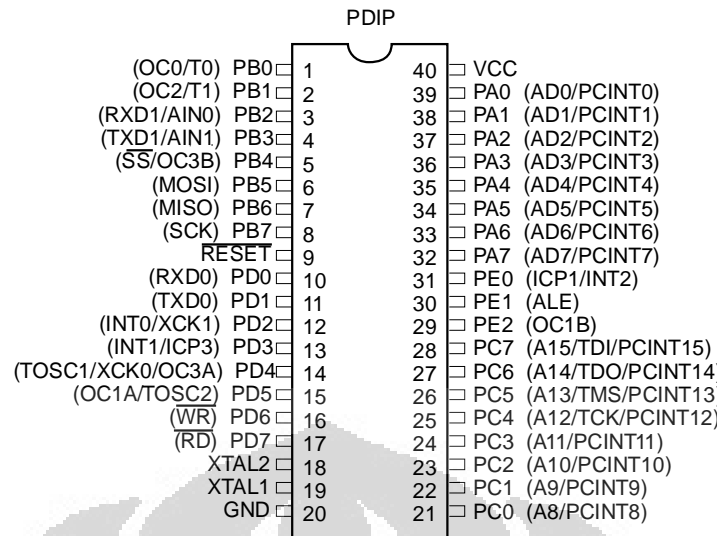 PDIP
(OC0/T0) PB0 1 40 VCC
(OC2/T1) PB1 2 39 PA0 (AD0/PCINT0)
(RXD1/AIN0) PB2 3 38 PA1 (AD1/PCINT1)
(TXD1/AIN1) PB3 4 37 PA2 (AD2/PCINT2)
(SS/OC3B) PB4 5 36 PA3 (AD3/PCINT3)
(MOSI) PB5 6 35 PA4 (AD4/PCINT4)
(MISO) PB6 7 34 PA5 (AD5/PCINT5)
(SCK) PB7 8 33 PA6 (AD6/PCINT6)
RESET 9 32 PA7 (AD7/PCINT7)
(RXD0) PD0 10 31 PE0 (ICP1/INT2)
(TXD0) PD1 11 30 PE1 (ALE)
(INT0/XCK1) PD2 12 29 PE2 (OC1B)
(INT1/ICP3) PD3 13 28 PC7 (A15/TDI/PCINT15)
(TOSC1/XCK0/OC3A) PD4 14 27 PC6 (A14/TDO/PCINT14)
(OC1A/TOSC2) PD5 15 26 PC5 (A13/TMS/PCINT13)
(WR) PD6 16 25 PC4 (A12/TCK/PCINT12)
(RD) PD7 17 24 PC3 (A11/PCINT11)
XTAL2 18 23 PC2 (A10/PCINT10)
XTAL1 19 22 PC1 (A9/PCINT9)
GND 20 21 PC0 (A8/PCINT8)